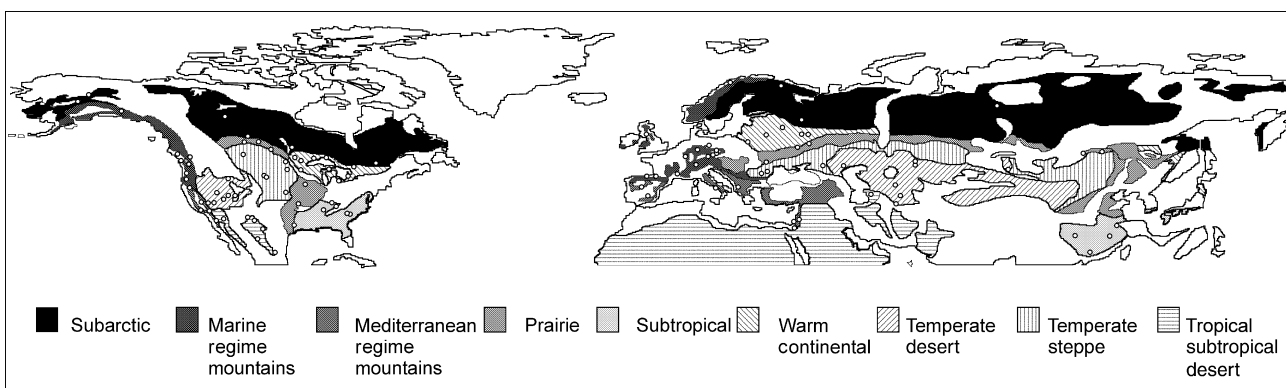 Subarctic
Marine
regime
mountains
Mediterranean
regime
mountains
Prairie
Subtropical
Warm
continental
Temperate
desert
Temperate
steppe
Tropical
subtropical
desert